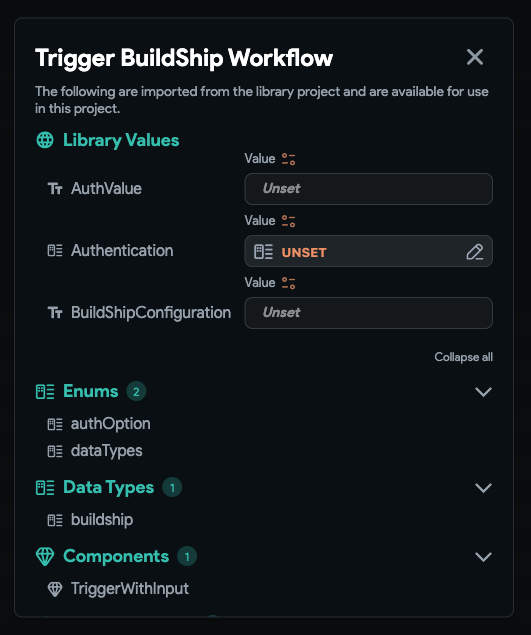 Trigger BuildShip Workflow
The following are imported from the library project and are available for use
in this project.
Library Values
Value
AuthValue
Unset
Value
Authentication
UNSET
Value
BuildShipConfiguration
Unset
Collapse all
Enums 2
authOption
dataTypes
Data Types 1
buildship
Components 1
TriggerWithInput